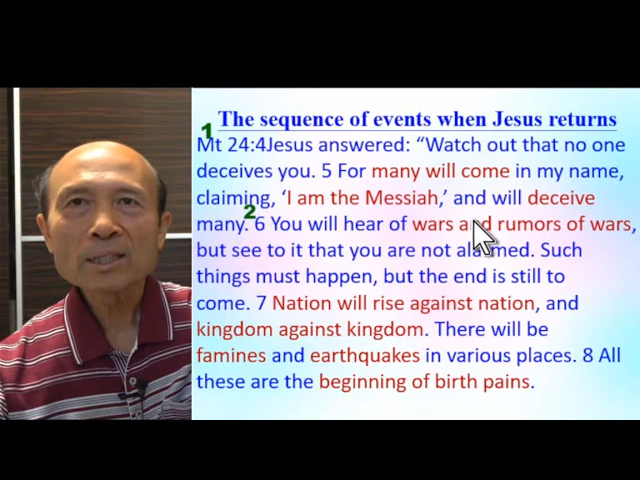 The sequence of events when Jesus returns
1
Mt 24:4Jesus answered: “Watch out that no one
deceives you. 5 For many will come in my name,
claiming, ‘I am the Messiah,’ and will deceive
2
many. 6 You will hear of wars and rumors of wars,
but see to it that you are not alarmed. Such
things must happen, but the end is still to
come. 7 Nation will rise against nation, and
kingdom against kingdom. There will be
famines and earthquakes in various places. 8 All
these are the beginning of birth pains.